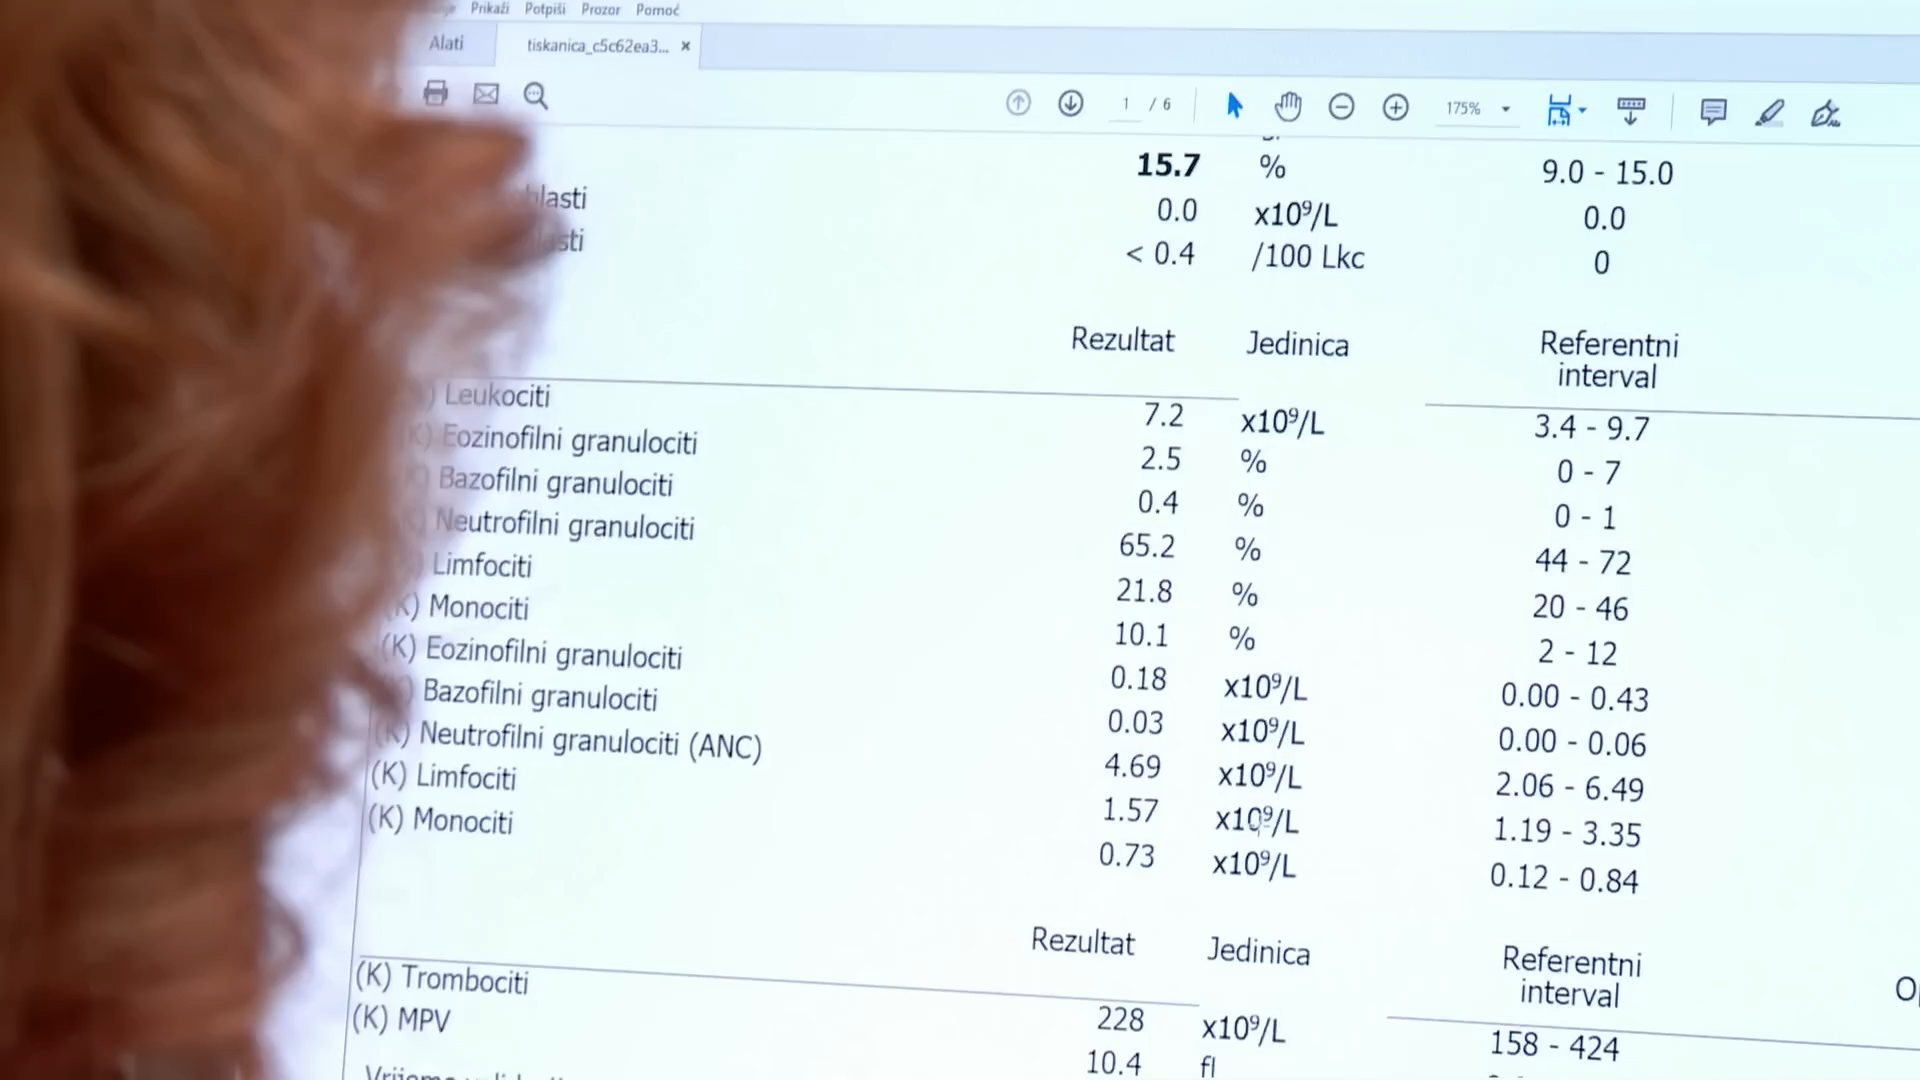 Prikaži Potpiši Prozor Pomoć
Alati tiskanica_c5c62ea3... ×
1 / 6 175%
15.7 % 9.0 - 15.0
0.0 x10⁹/L 0.0
< 0.4 /100 Lkc 0
Rezultat Jedinica Referentni interval
Leukociti 7.2 x10⁹/L 3.4 - 9.7
(K) Eozinofilni granulociti 2.5 % 0 - 7
Bazofilni granulociti 0.4 % 0 - 1
Neutrofilni granulociti 65.2 % 44 - 72
Limfociti 21.8 % 20 - 46
(K) Monociti 10.1 % 2 - 12
(K) Eozinofilni granulociti 0.18 x10⁹/L 0.00 - 0.43
Bazofilni granulociti 0.03 x10⁹/L 0.00 - 0.06
(K) Neutrofilni granulociti (ANC) 4.69 x10⁹/L 2.06 - 6.49
(K) Limfociti 1.57 x10⁹/L 1.19 - 3.35
(K) Monociti 0.73 x10⁹/L 0.12 - 0.84
Rezultat Jedinica Referentni interval
(K) Trombociti 228 x10⁹/L 158 - 424
(K) MPV 10.4 fl